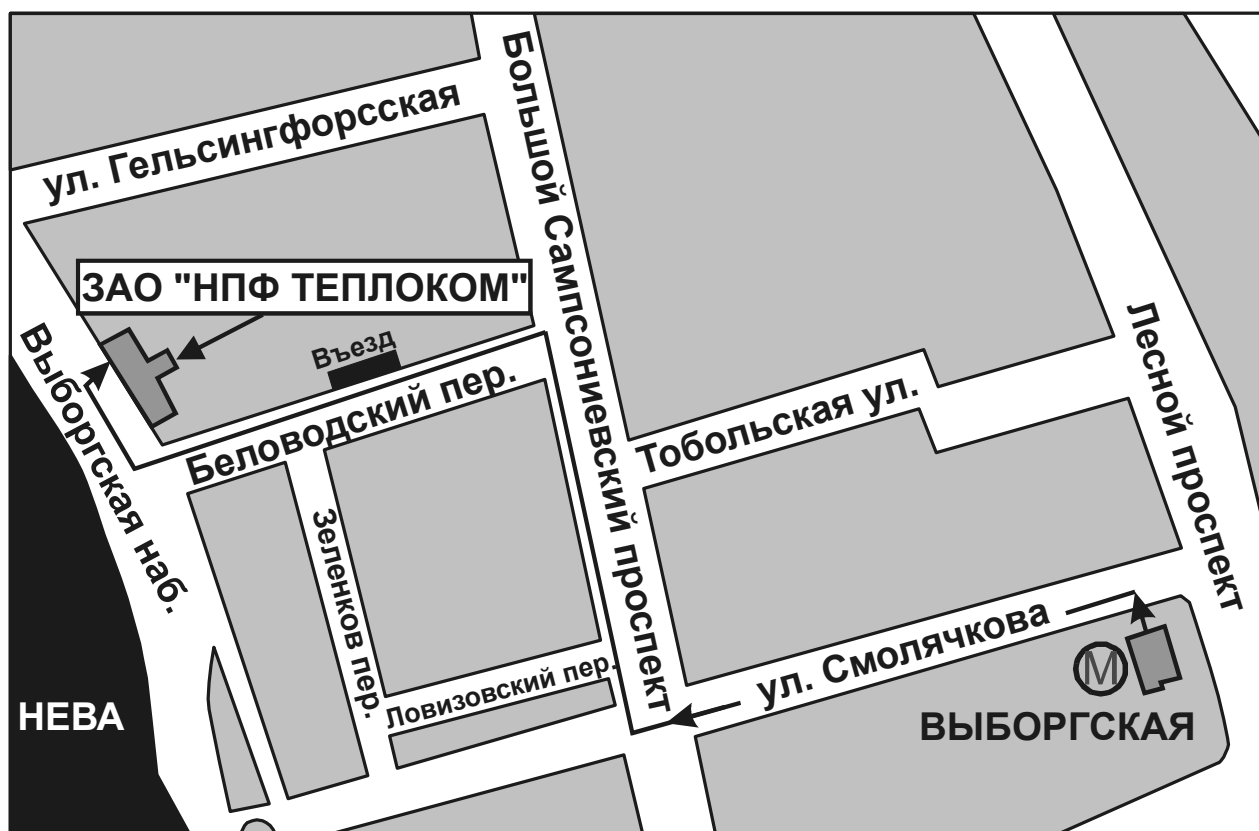 ул. Гельсингфорсская
Большой Сампсониевский проспект
ЗАО "НПФ ТЕПЛОКОМ"
Въезд
Выборгская наб.
Беловодский пер.
Лесной проспект
Тобольская ул.
Зеленков пер.
ул. Смолячкова
Ловизовский пер.
М
НЕВА
ВЫБОРГСКАЯ